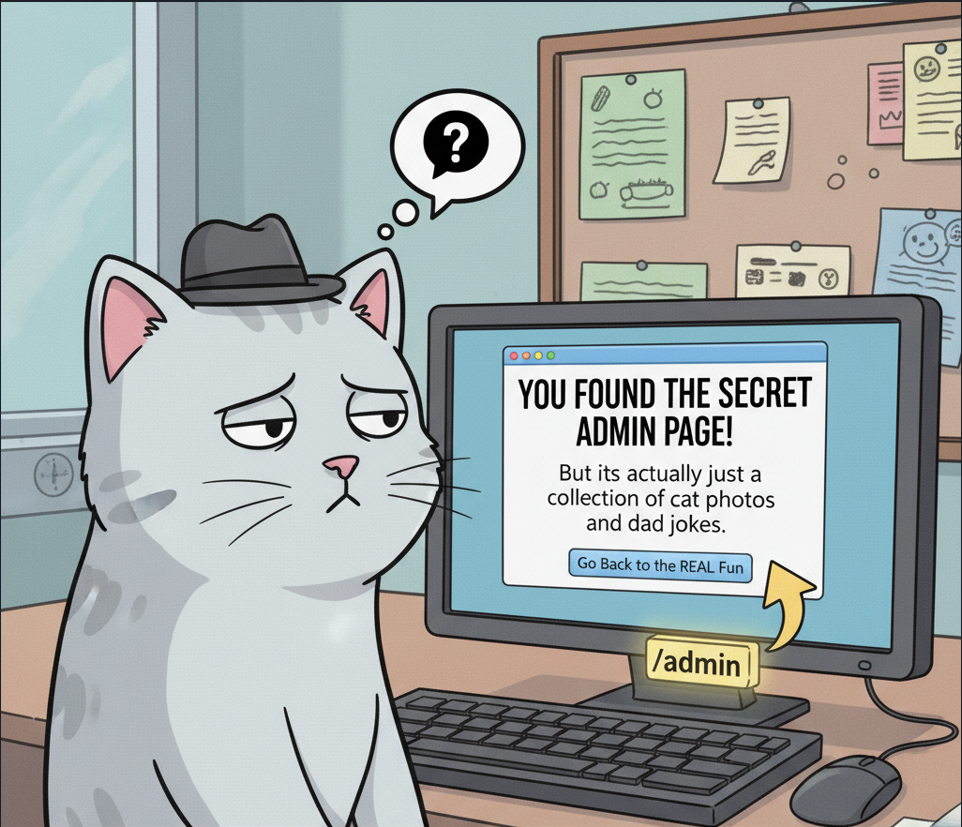 ?
YOU FOUND THE SECRET
ADMIN PAGE!
But its actually just a
collection of cat photos
and dad jokes.
Go Back to the REAL Fun
/admin